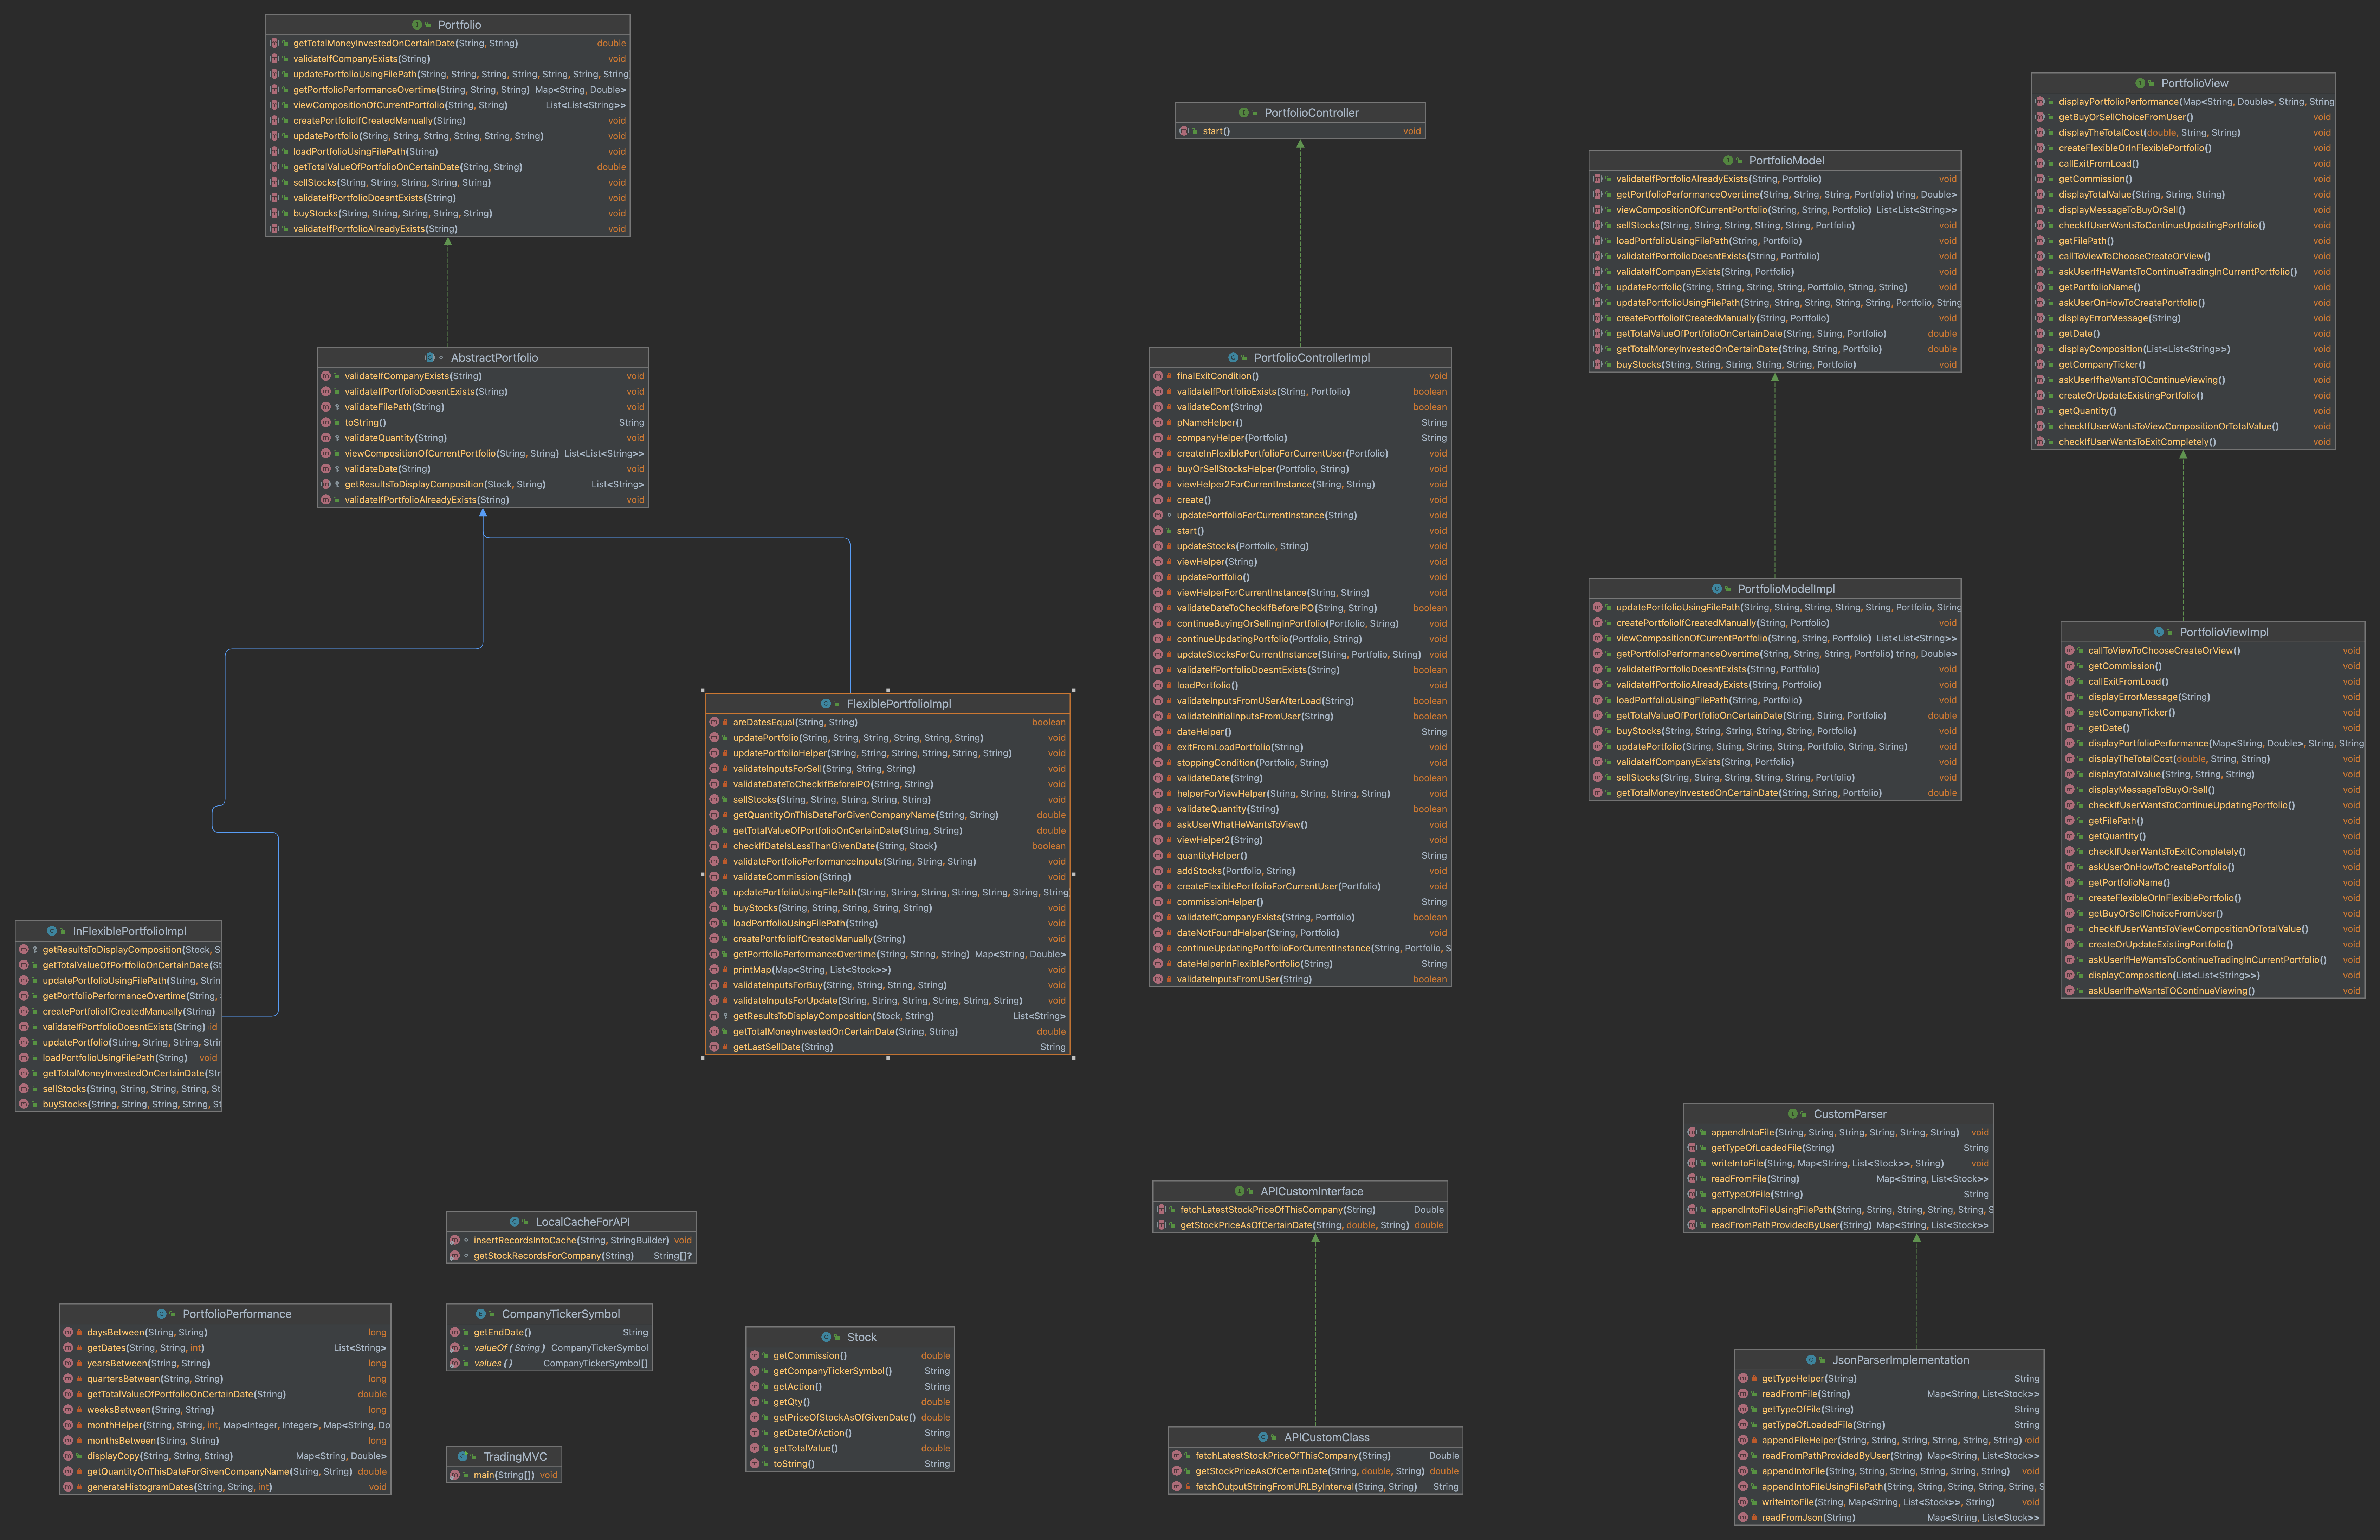 Portfolio
getTotalMoneyInvestedOnCertainDate(String, String) double
validateIfCompanyExists(String) void
updatePortfolioUsingFilePath(String, String, String, String, String, String, String
getPortfolioPerformanceOvertime(String, String, String) Map<String, Double>
viewCompositionOfCurrentPortfolio(String, String) List<List<String>>
createPortfolioIfCreatedManually(String) void
updatePortfolio(String, String, String, String, String, String) void
loadPortfolioUsingFilePath(String) void
getTotalValueOfPortfolioOnCertainDate(String, String) double
sellStocks(String, String, String, String, String) void
validateIfPortfolioDoesntExists(String) void
buyStocks(String, String, String, String, String) void
validateIfPortfolioAlreadyExists(String) void
AbstractPortfolio
validateIfCompanyExists(String) void
validateIfPortfolioDoesntExists(String) void
validateFilePath(String) void
toString() String
validateQuantity(String) void
viewCompositionOfCurrentPortfolio(String, String) List<List<String>>
validateDate(String) void
getResultsToDisplayComposition(Stock, String) List<String>
validateIfPortfolioAlreadyExists(String) void
InFlexiblePortfolioImpl
getResultsToDisplayComposition(Stock, S
getTotalValueOfPortfolioOnCertainDate(St
updatePortfolioUsingFilePath(String, Strin
getPortfolioPerformanceOvertime(String,
createPortfolioIfCreatedManually(String)
validateIfPortfolioDoesntExists(String) id
updatePortfolio(String, String, String, Strin
loadPortfolioUsingFilePath(String) void
getTotalMoneyInvestedOnCertainDate(Str
sellStocks(String, String, String, String, St
buyStocks(String, String, String, String, St
FlexiblePortfolioImpl
areDatesEqual(String, String) boolean
updatePortfolio(String, String, String, String, String, String) void
updatePortfolioHelper(String, String, String, String, String, String) void
validateInputsForSell(String, String, String) void
validateDateToCheckIfBeforeIPO(String, String) void
sellStocks(String, String, String, String, String) void
getQuantityOnThisDateForGivenCompanyName(String, String) double
getTotalValueOfPortfolioOnCertainDate(String, String) double
checkIfDateIsLessThanGivenDate(String, Stock) boolean
validatePortfolioPerformanceInputs(String, String, String) void
validateCommission(String) void
updatePortfolioUsingFilePath(String, String, String, String, String, String, String
buyStocks(String, String, String, String, String) void
loadPortfolioUsingFilePath(String) void
createPortfolioIfCreatedManually(String) void
getPortfolioPerformanceOvertime(String, String, String) Map<String, Double>
printMap(Map<String, List<Stock>>) void
validateInputsForBuy(String, String, String, String) void
validateInputsForUpdate(String, String, String, String, String, String) void
getResultsToDisplayComposition(Stock, String) List<String>
getTotalMoneyInvestedOnCertainDate(String, String) double
getLastSellDate(String) String
PortfolioController
start() void
PortfolioControllerImpl
finalExitCondition() void
validateIfPortfolioExists(String, Portfolio) boolean
validateCom(String) boolean
pNameHelper() String
companyHelper(Portfolio) String
createInFlexiblePortfolioForCurrentUser(Portfolio) void
buyOrSellStocksHelper(Portfolio, String) void
viewHelper2ForCurrentInstance(String, String) void
create() void
updatePortfolioForCurrentInstance(String) void
start() void
updateStocks(Portfolio, String) void
viewHelper(String) void
updatePortfolio() void
viewHelperForCurrentInstance(String, String) void
validateDateToCheckIfBeforeIPO(String, String) boolean
continueBuyingOrSellingInPortfolio(Portfolio, String) void
continueUpdatingPortfolio(Portfolio, String) void
updateStocksForCurrentInstance(String, Portfolio, String) void
validateIfPortfolioDoesntExists(String) boolean
loadPortfolio() void
validateInputsFromUSerAfterLoad(String) boolean
validateInitialInputsFromUser(String) boolean
dateHelper() String
exitFromLoadPortfolio(String) void
stoppingCondition(Portfolio, String) void
validateDate(String) boolean
helperForViewHelper(String, String, String, String) void
validateQuantity(String) boolean
askUserWhatHeWantsToView() void
viewHelper2(String) void
quantityHelper() String
addStocks(Portfolio, String) void
createFlexiblePortfolioForCurrentUser(Portfolio) void
commissionHelper() String
validateIfCompanyExists(String, Portfolio) boolean
dateNotFoundHelper(String, Portfolio) void
continueUpdatingPortfolioForCurrentInstance(String, Portfolio, S
dateHelperInFlexiblePortfolio(String) String
validateInputsFromUSer(String) boolean
PortfolioModel
validateIfPortfolioAlreadyExists(String, Portfolio) void
getPortfolioPerformanceOvertime(String, String, String, Portfolio) tring, Double>
viewCompositionOfCurrentPortfolio(String, String, Portfolio) List<List<String>>
sellStocks(String, String, String, String, String, Portfolio) void
loadPortfolioUsingFilePath(String, Portfolio) void
validateIfPortfolioDoesntExists(String, Portfolio) void
validateIfCompanyExists(String, Portfolio) void
updatePortfolio(String, String, String, String, Portfolio, String, String) void
updatePortfolioUsingFilePath(String, String, String, String, String, Portfolio, String
createPortfolioIfCreatedManually(String, Portfolio) void
getTotalValueOfPortfolioOnCertainDate(String, String, Portfolio) double
getTotalMoneyInvestedOnCertainDate(String, String, Portfolio) double
buyStocks(String, String, String, String, String, Portfolio) void
PortfolioModelImpl
updatePortfolioUsingFilePath(String, String, String, String, String, Portfolio, String
createPortfolioIfCreatedManually(String, Portfolio) void
viewCompositionOfCurrentPortfolio(String, String, Portfolio) List<List<String>>
getPortfolioPerformanceOvertime(String, String, String, Portfolio) tring, Double>
validateIfPortfolioDoesntExists(String, Portfolio) void
validateIfPortfolioAlreadyExists(String, Portfolio) void
loadPortfolioUsingFilePath(String, Portfolio) void
getTotalValueOfPortfolioOnCertainDate(String, String, Portfolio) double
buyStocks(String, String, String, String, String, Portfolio) void
updatePortfolio(String, String, String, String, Portfolio, String, String) void
validateIfCompanyExists(String, Portfolio) void
sellStocks(String, String, String, String, String, Portfolio) void
getTotalMoneyInvestedOnCertainDate(String, String, Portfolio) double
PortfolioView
displayPortfolioPerformance(Map<String, Double>, String, String
getBuyOrSellChoiceFromUser() void
displayTheTotalCost(double, String, String) void
createFlexibleOrInFlexiblePortfolio() void
callExitFromLoad() void
getCommission() void
displayTotalValue(String, String, String) void
displayMessageToBuyOrSell() void
checkIfUserWantsToContinueUpdatingPortfolio() void
getFilePath() void
callToViewToChooseCreateOrView() void
askUserIfHeWantsToContinueTradingInCurrentPortfolio() void
getPortfolioName() void
askUserOnHowToCreatePortfolio() void
displayErrorMessage(String) void
getDate() void
displayComposition(List<List<String>>) void
getCompanyTicker() void
askUserIfheWantsTOContinueViewing() void
createOrUpdateExistingPortfolio() void
getQuantity() void
checkIfUserWantsToViewCompositionOrTotalValue() void
checkIfUserWantsToExitCompletely() void
PortfolioViewImpl
callToViewToChooseCreateOrView() void
getCommission() void
callExitFromLoad() void
displayErrorMessage(String) void
getCompanyTicker() void
getDate() void
displayPortfolioPerformance(Map<String, Double>, String, String
displayTheTotalCost(double, String, String) void
displayTotalValue(String, String, String) void
displayMessageToBuyOrSell() void
checkIfUserWantsToContinueUpdatingPortfolio() void
getFilePath() void
getQuantity() void
checkIfUserWantsToExitCompletely() void
askUserOnHowToCreatePortfolio() void
getPortfolioName() void
createFlexibleOrInFlexiblePortfolio() void
getBuyOrSellChoiceFromUser() void
checkIfUserWantsToViewCompositionOrTotalValue() void
createOrUpdateExistingPortfolio() void
askUserIfHeWantsToContinueTradingInCurrentPortfolio() void
displayComposition(List<List<String>>) void
askUserIfheWantsTOContinueViewing() void
LocalCacheForAPI
insertRecordsIntoCache(String, StringBuilder) void
getStockRecordsForCompany(String) String[]?
PortfolioPerformance
daysBetween(String, String) long
getDates(String, String, int) List<String>
yearsBetween(String, String) long
quartersBetween(String, String) long
getTotalValueOfPortfolioOnCertainDate(String) double
weeksBetween(String, String) long
monthHelper(String, String, int, Map<Integer, Integer>, Map<String, Do
monthsBetween(String, String) long
displayCopy(String, String, String) Map<String, Double>
getQuantityOnThisDateForGivenCompanyName(String, String) double
generateHistogramDates(String, String, int) void
CompanyTickerSymbol
getEndDate() String
valueOf(String) CompanyTickerSymbol
values() CompanyTickerSymbol[]
TradingMVC
main(String[]) void
Stock
getCommission() double
getCompanyTickerSymbol() String
getAction() String
getQty() double
getPriceOfStockAsOfGivenDate() double
getDateOfAction() String
getTotalValue() double
toString() String
APICustomInterface
fetchLatestStockPriceOfThisCompany(String) Double
getStockPriceAsOfCertainDate(String, double, String) double
APICustomClass
fetchLatestStockPriceOfThisCompany(String) Double
getStockPriceAsOfCertainDate(String, double, String) double
fetchOutputStringFromURLByInterval(String, String) String
CustomParser
appendIntoFile(String, String, String, String, String, String) void
getTypeOfLoadedFile(String) String
writeIntoFile(String, Map<String, List<Stock>>, String) void
readFromFile(String) Map<String, List<Stock>>
getTypeOfFile(String) String
appendIntoFileUsingFilePath(String, String, String, String, String, S
readFromPathProvidedByUser(String) Map<String, List<Stock>>
JsonParserImplementation
getTypeHelper(String) String
readFromFile(String) Map<String, List<Stock>>
getTypeOfFile(String) String
getTypeOfLoadedFile(String) String
appendFileHelper(String, String, String, String, String, String) void
readFromPathProvidedByUser(String) Map<String, List<Stock>>
appendIntoFile(String, String, String, String, String, String) void
appendIntoFileUsingFilePath(String, String, String, String, String, S
writeIntoFile(String, Map<String, List<Stock>>, String) void
readFromJson(String) Map<String, List<Stock>>